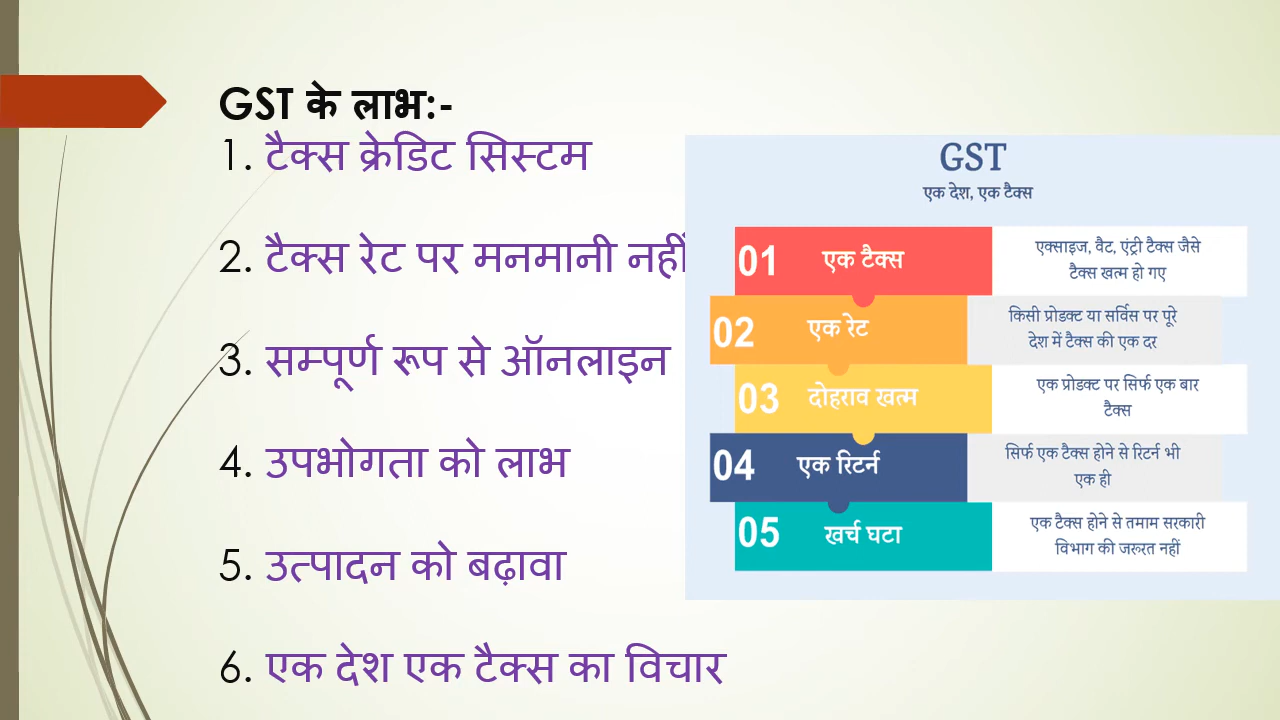 GST के लाभ:-
1. टैक्स क्रेडिट सिस्टम
2. टैक्स रेट पर मनमानी नहीं
3. सम्पूर्ण रूप से ऑनलाइन
4. उपभोगता को लाभ
5. उत्पादन को बढ़ावा
6. एक देश एक टैक्स का विचार
GST
एक देश, एक टैक्स
01 एक टैक्स
एक्साइज, वैट, एंट्री टैक्स जैसे
टैक्स खत्म हो गए
02 एक रेट
किसी प्रोडक्ट या सर्विस पर पूरे
देश में टैक्स की एक दर
03 दोहराव खत्म
एक प्रोडक्ट पर सिर्फ एक बार
टैक्स
04 एक रिटर्न
सिर्फ एक टैक्स होने से रिटर्न भी
एक ही
05 खर्च घटा
एक टैक्स होने से तमाम सरकारी
विभाग की जरूरत नहीं